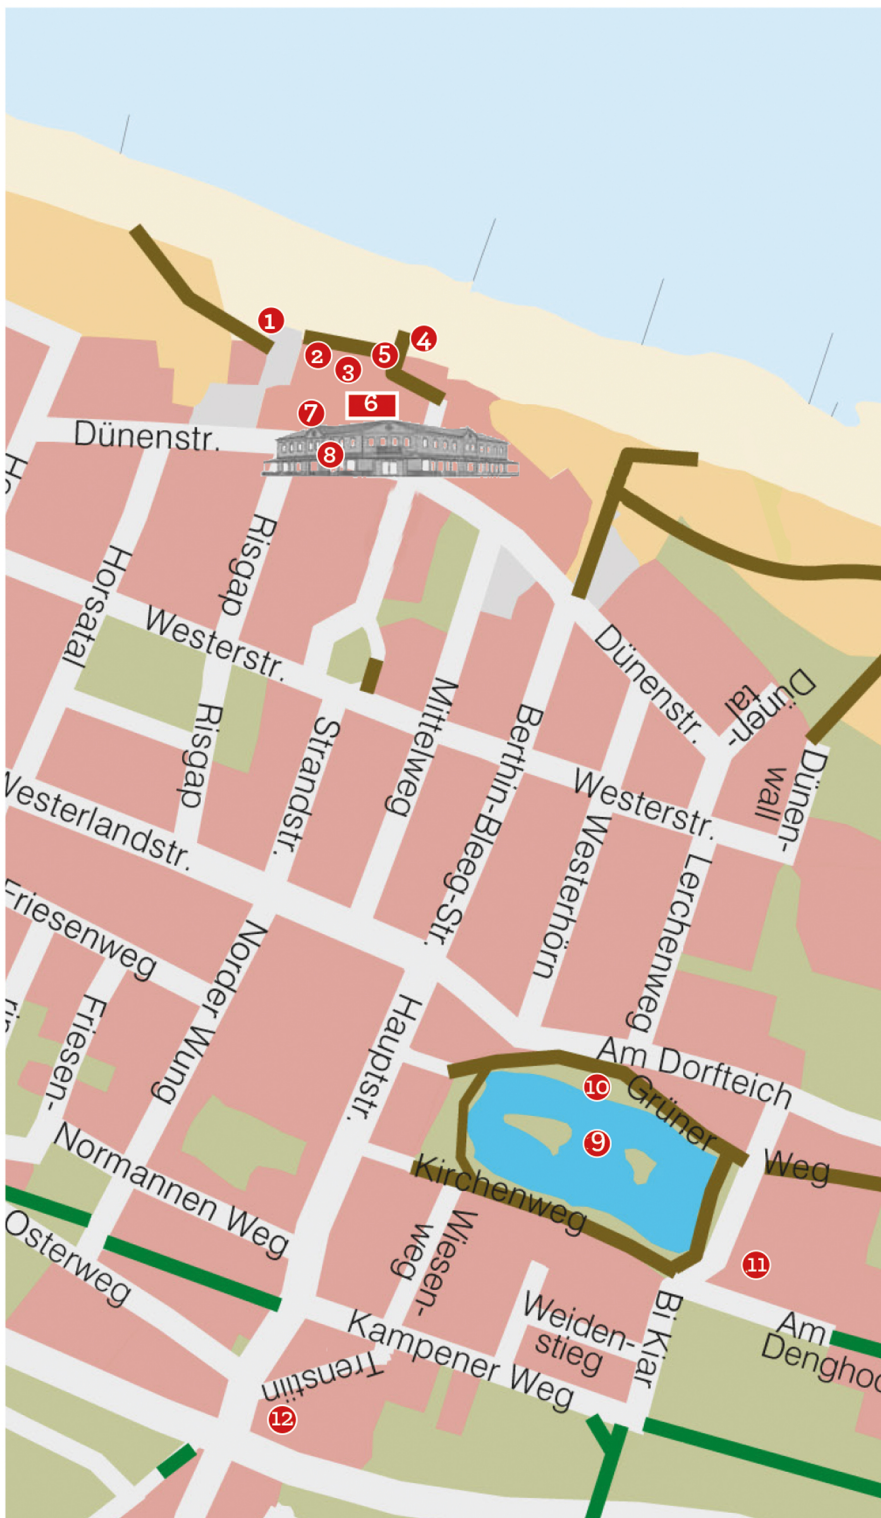 1
4
2
5
3
6
7
Dünenstr.
8
Risgap
Horsatal
Westerstr.
Dünenstr.
Dünen-
tal
Mittelweg
Risgap
Strandstr.
Berthin-Bleeg-Str.
Dünen-
wall
Westerstr.
Westerlandstr.
Westerhörn
Lerchenweg
Friesenweg
Norder Wung
Friesen-
Hauptstr.
Am Dorfteich
10
Grüner
Weg
9
Normannen Weg
Kirchenweg
Osterweg
Wiesen-
weg
11
Bi Kiar
Weiden-
stieg
Am
Denghoo
Kampener Weg
Trenstiin
12